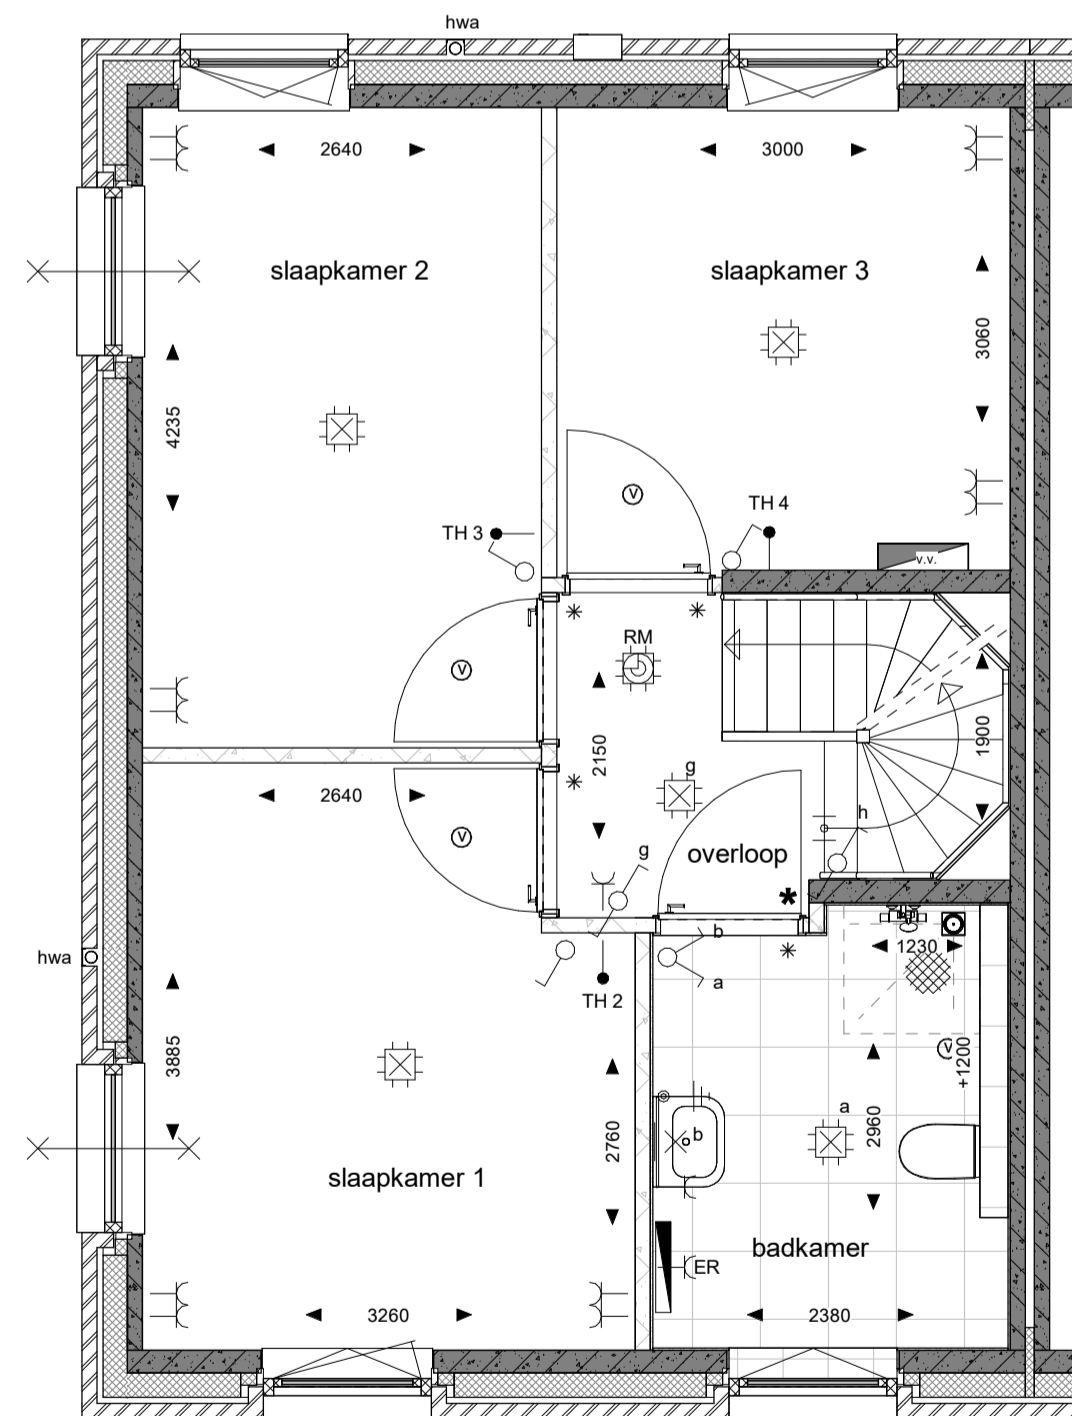 hwa
2640
3000
slaapkamer 2
slaapkamer 3
3060
4235
TH 3
TH 4
v
v.v.
RM
v
2150
1900
g
2640
v
h
g
overloop
*
b
hwa
1230
a
TH 2
3885
v
+1200
a
2960
2760
b
slaapkamer 1
badkamer
ER
3260
2380